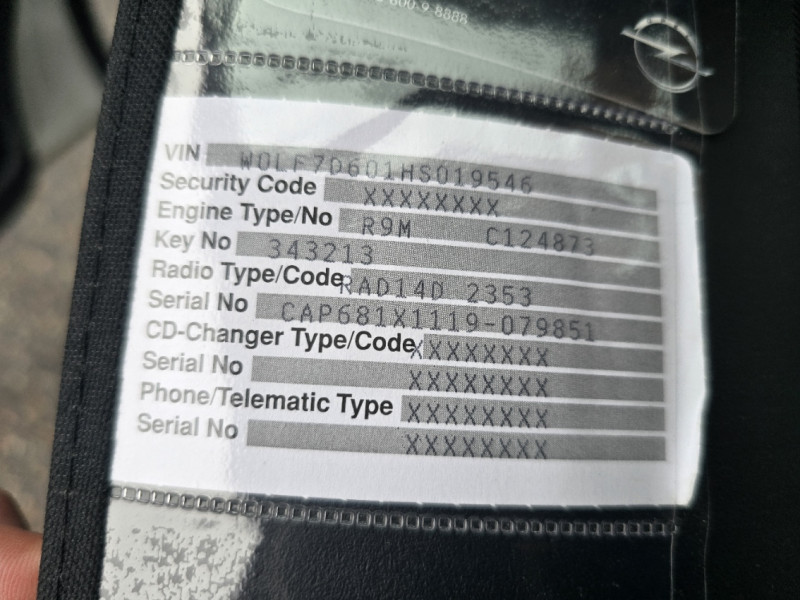 VIN W0LF7D601HS019546
Security Code XXXXXXXX
Engine Type/No R9M C124873
Key No 343213
Radio Type/Code RAD14D 2353
Serial No CAP681X1119-079851
CD-Changer Type/Code XXXXXXXX
Serial No XXXXXXXX
Phone/Telematic Type XXXXXXXX
Serial No XXXXXXXX